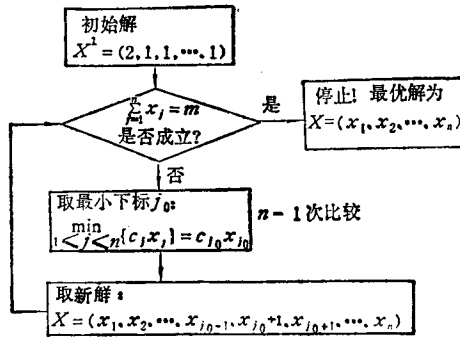 初始解
X¹=(2,1,1,…,1)
n
∑ xⱼ=m
j=1
是否成立?
是
停止! 最优解为
X=(x₁、x₂、…、xₙ)
否
取最小下标j₀:
min
1≤j≤n {cⱼxⱼ}=cⱼ₀xⱼ₀
n-1次比较
取新解:
X=(x₁、x₂、…、xⱼ₀₋₁、xⱼ₀+1、xⱼ₀₊₁、…、xₙ)